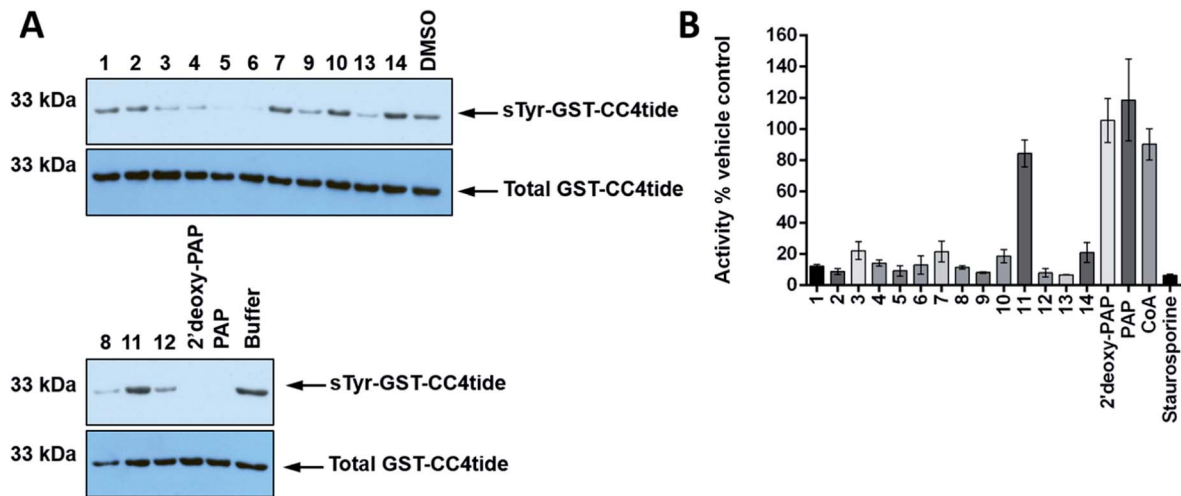 A
1 2 3 4 5 6 7 9 10 13 14 DMSO
33 kDa
sTyr-GST-CC4tide
33 kDa
Total GST-CC4tide
8 11 12 2'deoxy-PAP PAP Buffer
33 kDa
sTyr-GST-CC4tide
33 kDa
Total GST-CC4tide
B
Activity % vehicle control
160
140
120
100
80
60
40
20
0
1 2 3 4 5 6 7 8 9 10 11 12 13 14 2'deoxy-PAP PAP CoA Staurosporine